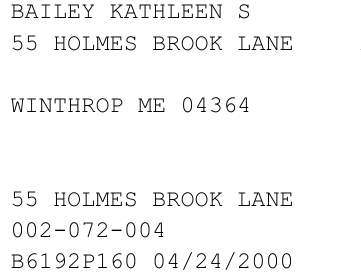 BAILEY KATHLEEN S
55 HOLMES BROOK LANE
WINTHROP ME 04364
55 HOLMES BROOK LANE
002-072-004
B6192P160 04/24/2000